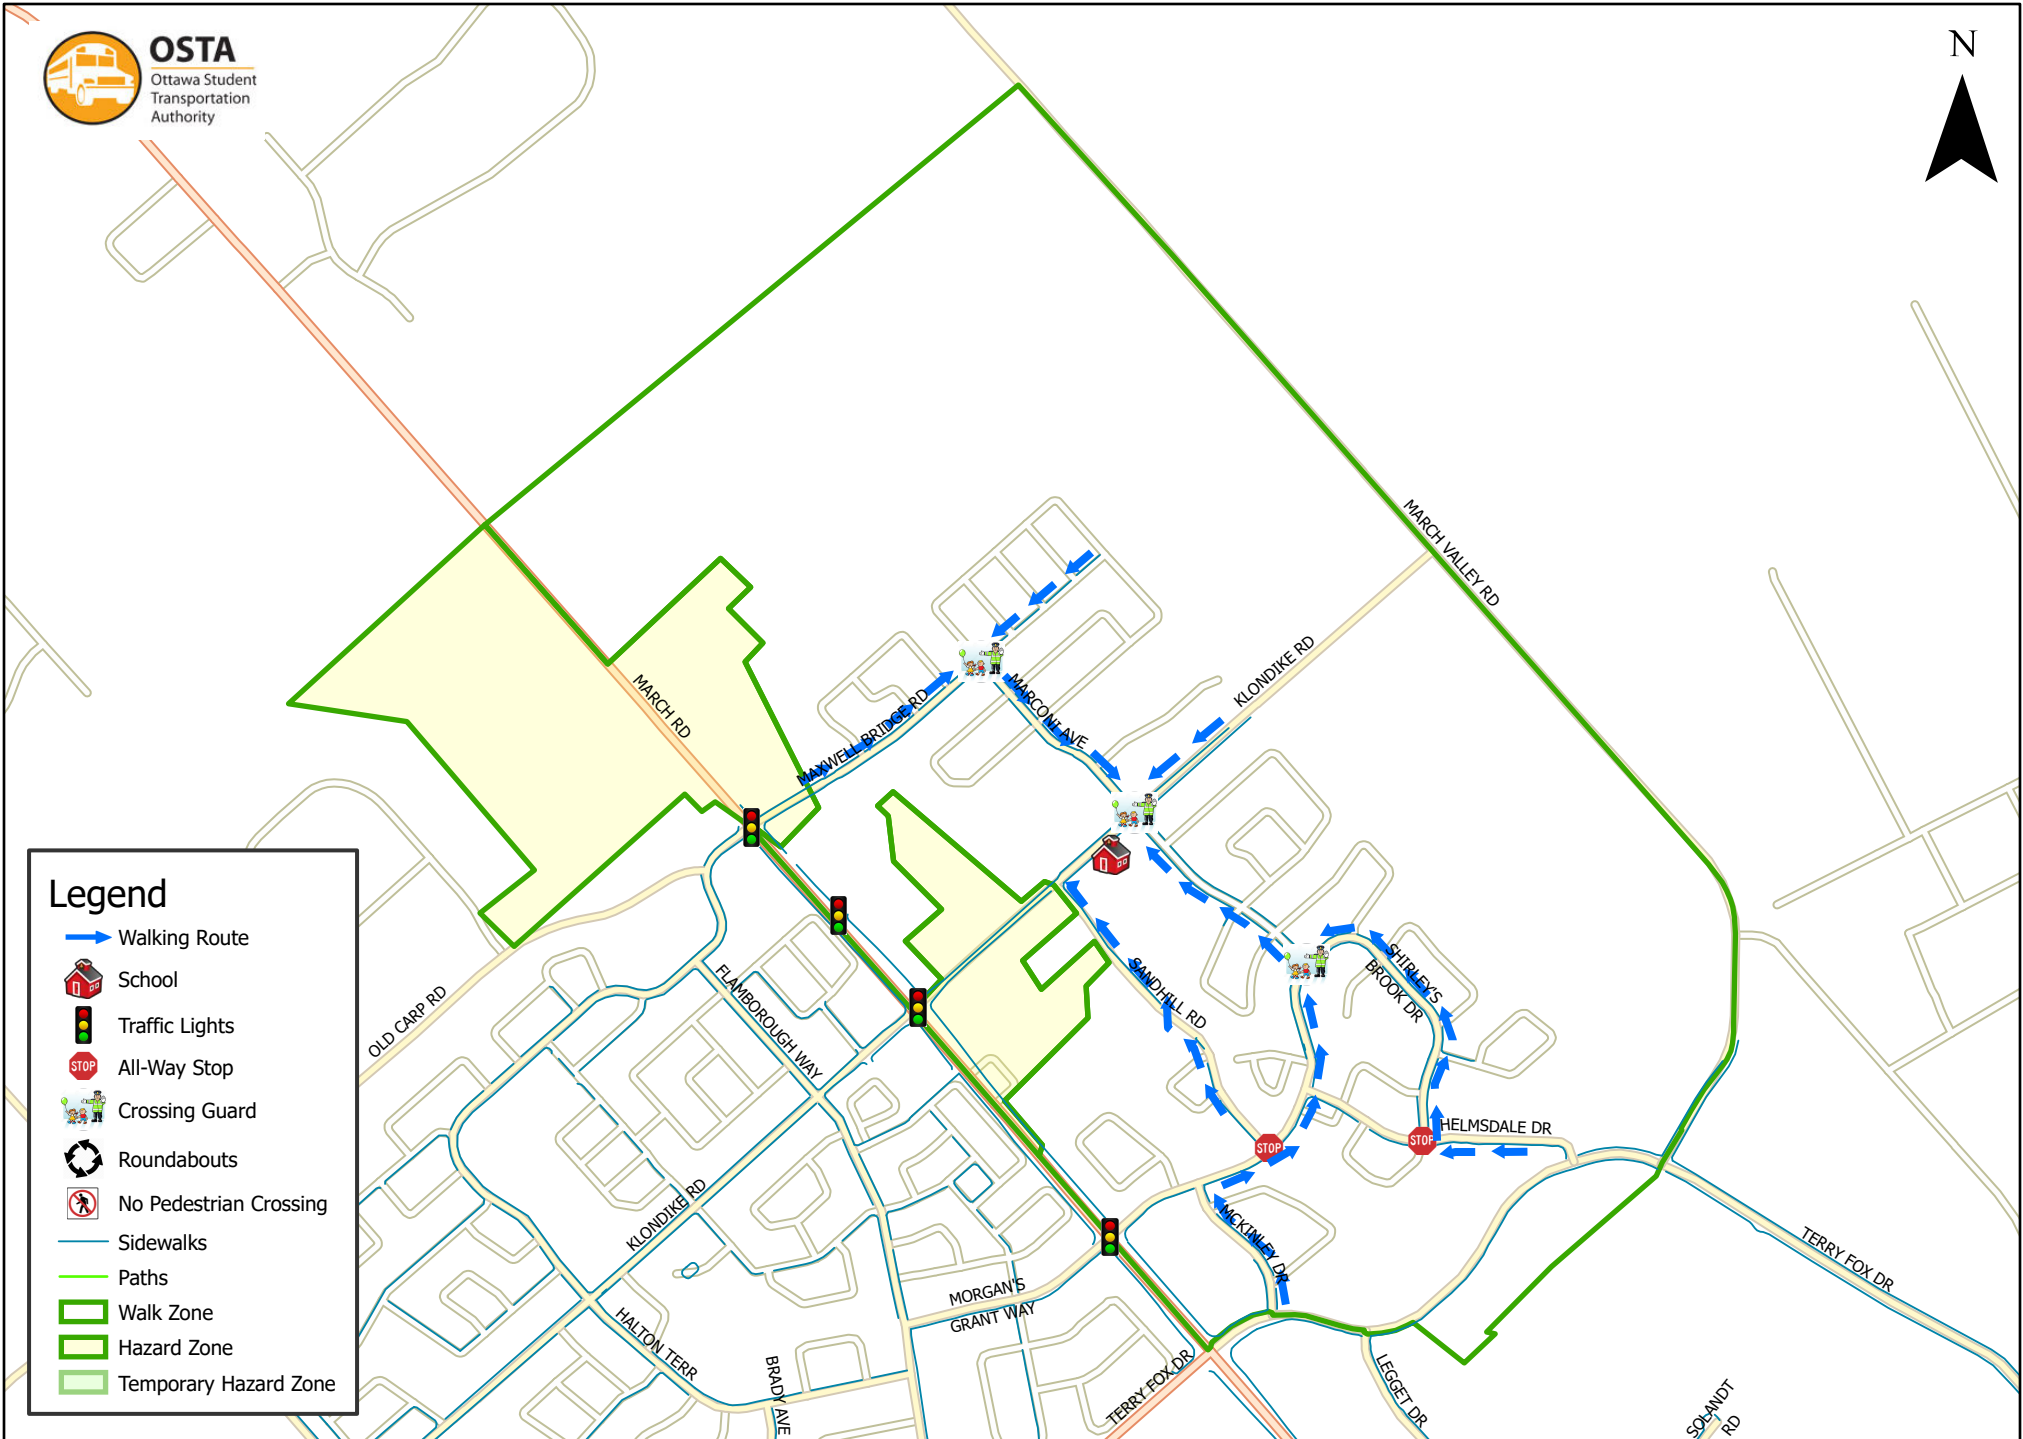 OSTA
Ottawa Student
Transportation
Authority
N
MARCH VALLEY RD
KLONDIKE RD
MARCH RD
MARCONI AVE
MAXWELL BRIDGE RD
SANDHILL RD
SHIRLEY'S
BROOK DR
FLAMBOROUGH WAY
OLD CARP RD
HELMSDALE DR
STOP
STOP
KLONDIKE RD
MCKINLEY DR
TERRY FOX DR
MORGAN'S
GRANT WAY
HALTON TERR
BRADY AVE
TERRY FOX DR
LEGGET DR
SOLANDT
RD
Legend
Walking Route
School
Traffic Lights
STOP
All-Way Stop
Crossing Guard
Roundabouts
No Pedestrian Crossing
Sidewalks
Paths
Walk Zone
Hazard Zone
Temporary Hazard Zone